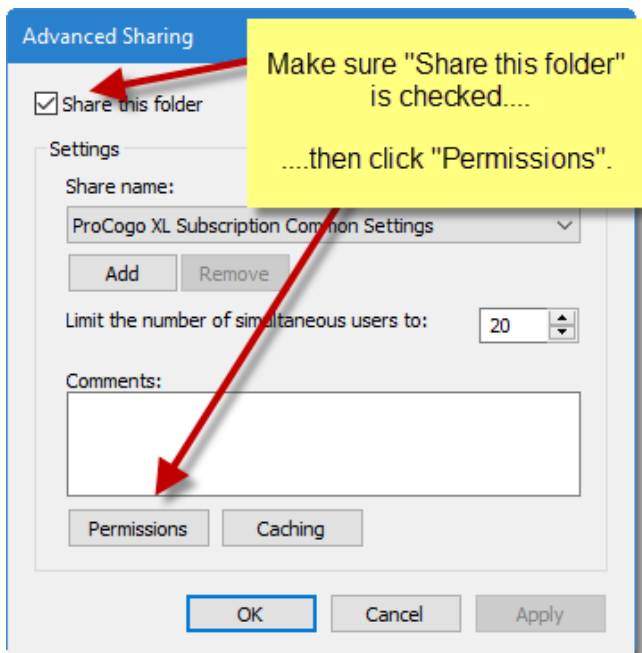 Advanced Sharing
Make sure "Share this folder"
is checked....
....then click "Permissions".
Share this folder
Settings
Share name:
ProCogo XL Subscription Common Settings
Add Remove
Limit the number of simultaneous users to: 20
Comments:
Permissions Caching
OK Cancel Apply